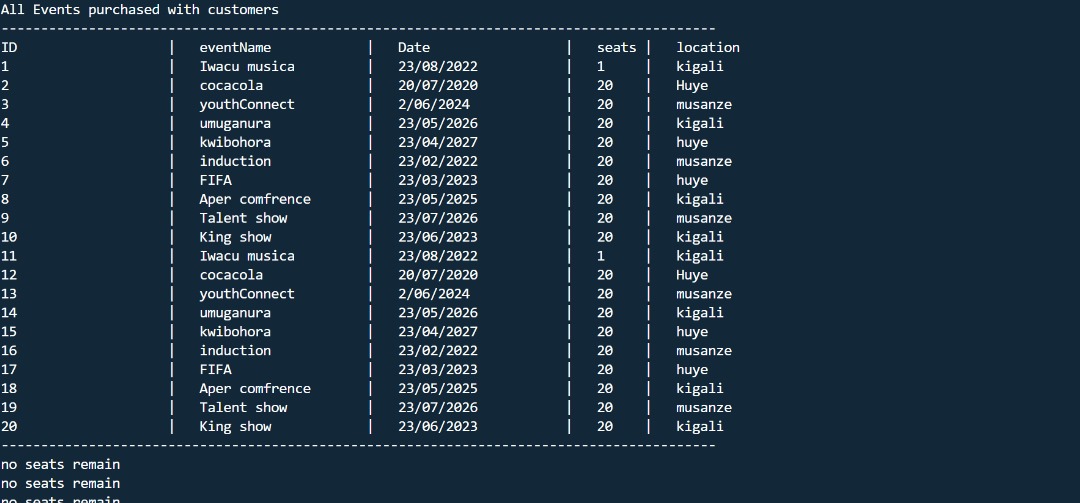 All Events purchased with customers
------------------------------------------------------------------------------------------
ID | eventName | Date | seats | location
1 | Iwacu musica | 23/08/2022 | 1 | kigali
2 | cocacola | 20/07/2020 | 20 | Huye
3 | youthConnect | 2/06/2024 | 20 | musanze
4 | umuganura | 23/05/2026 | 20 | kigali
5 | kwibohora | 23/04/2027 | 20 | huye
6 | induction | 23/02/2022 | 20 | musanze
7 | FIFA | 23/03/2023 | 20 | huye
8 | Aper comfrence | 23/05/2025 | 20 | kigali
9 | Talent show | 23/07/2026 | 20 | musanze
10 | King show | 23/06/2023 | 20 | kigali
11 | Iwacu musica | 23/08/2022 | 1 | kigali
12 | cocacola | 20/07/2020 | 20 | Huye
13 | youthConnect | 2/06/2024 | 20 | musanze
14 | umuganura | 23/05/2026 | 20 | kigali
15 | kwibohora | 23/04/2027 | 20 | huye
16 | induction | 23/02/2022 | 20 | musanze
17 | FIFA | 23/03/2023 | 20 | huye
18 | Aper comfrence | 23/05/2025 | 20 | kigali
19 | Talent show | 23/07/2026 | 20 | musanze
20 | King show | 23/06/2023 | 20 | kigali
------------------------------------------------------------------------------------------
no seats remain
no seats remain
no seats remain